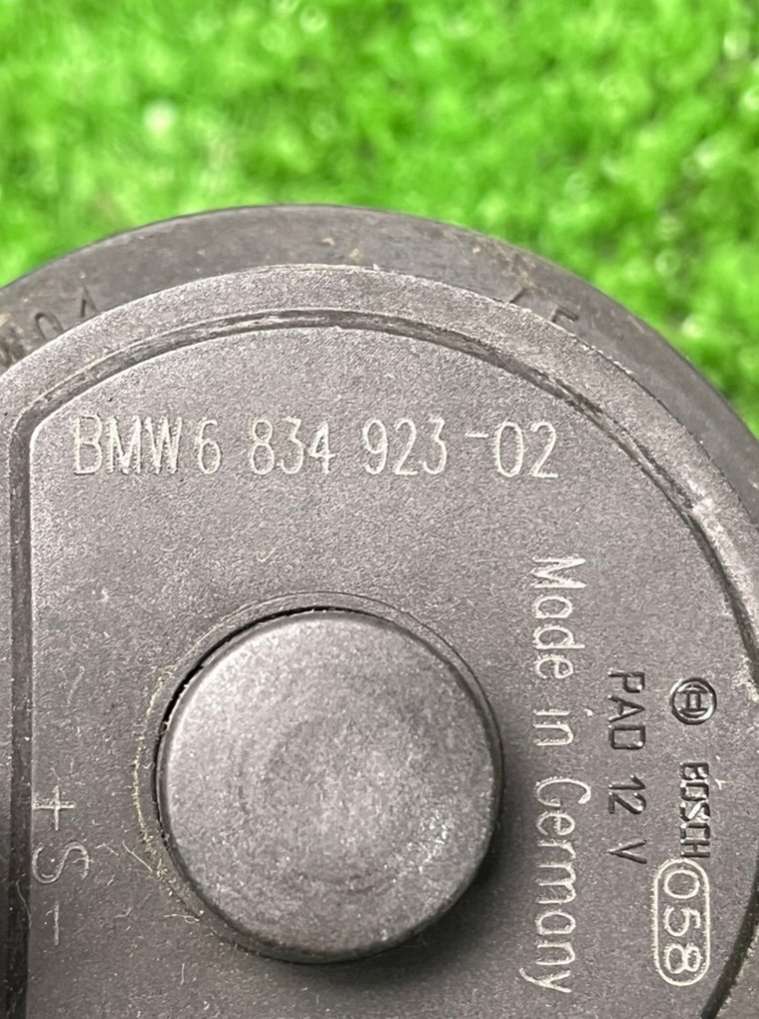 BMW 6 834 923-02
Made in Germany
PAD 12 V
BOSCH
058
+S-